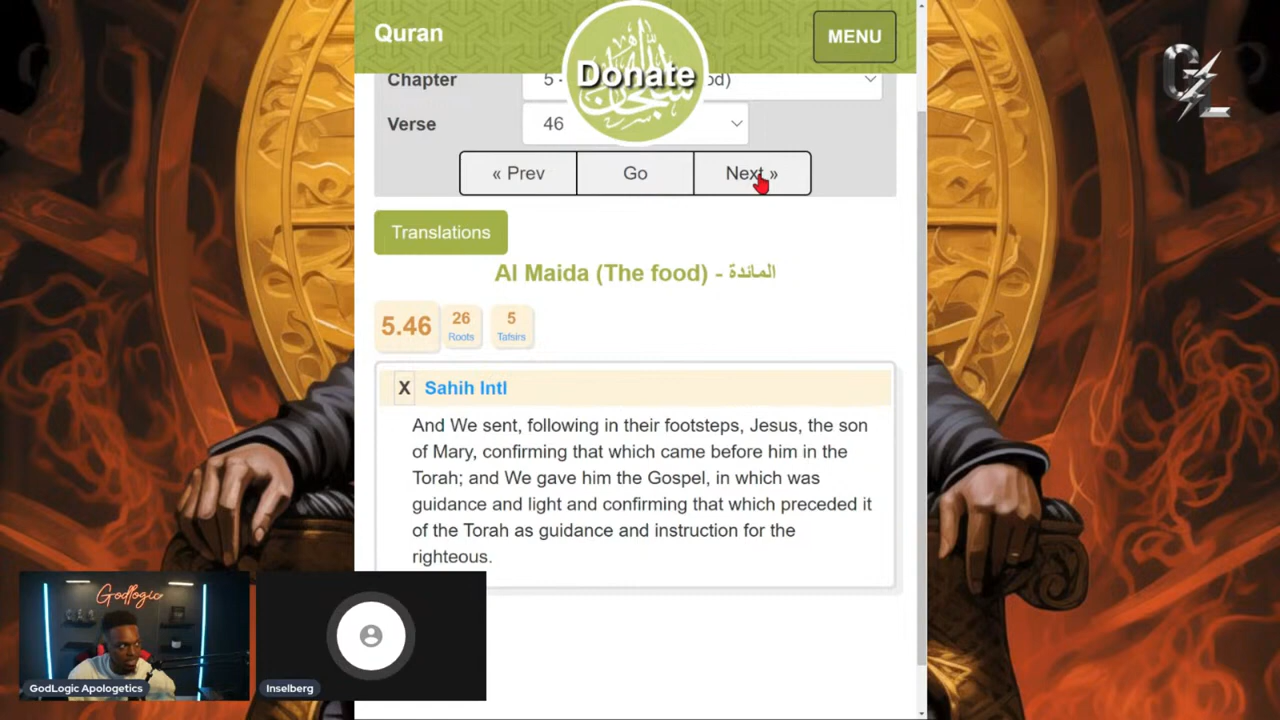 Quran
Donate
MENU
Chapter
5 -
od)
Verse
46
« Prev
Go
Next »
Translations
Al Maida (The food) - المائدة
5.46
26
Roots
5
Tafsirs
X
Sahih Intl
And We sent, following in their footsteps, Jesus, the son
of Mary, confirming that which came before him in the
Torah; and We gave him the Gospel, in which was
guidance and light and confirming that which preceded it
of the Torah as guidance and instruction for the
righteous.
Godlogic
GodLogic Apologetics
Inselberg
GL